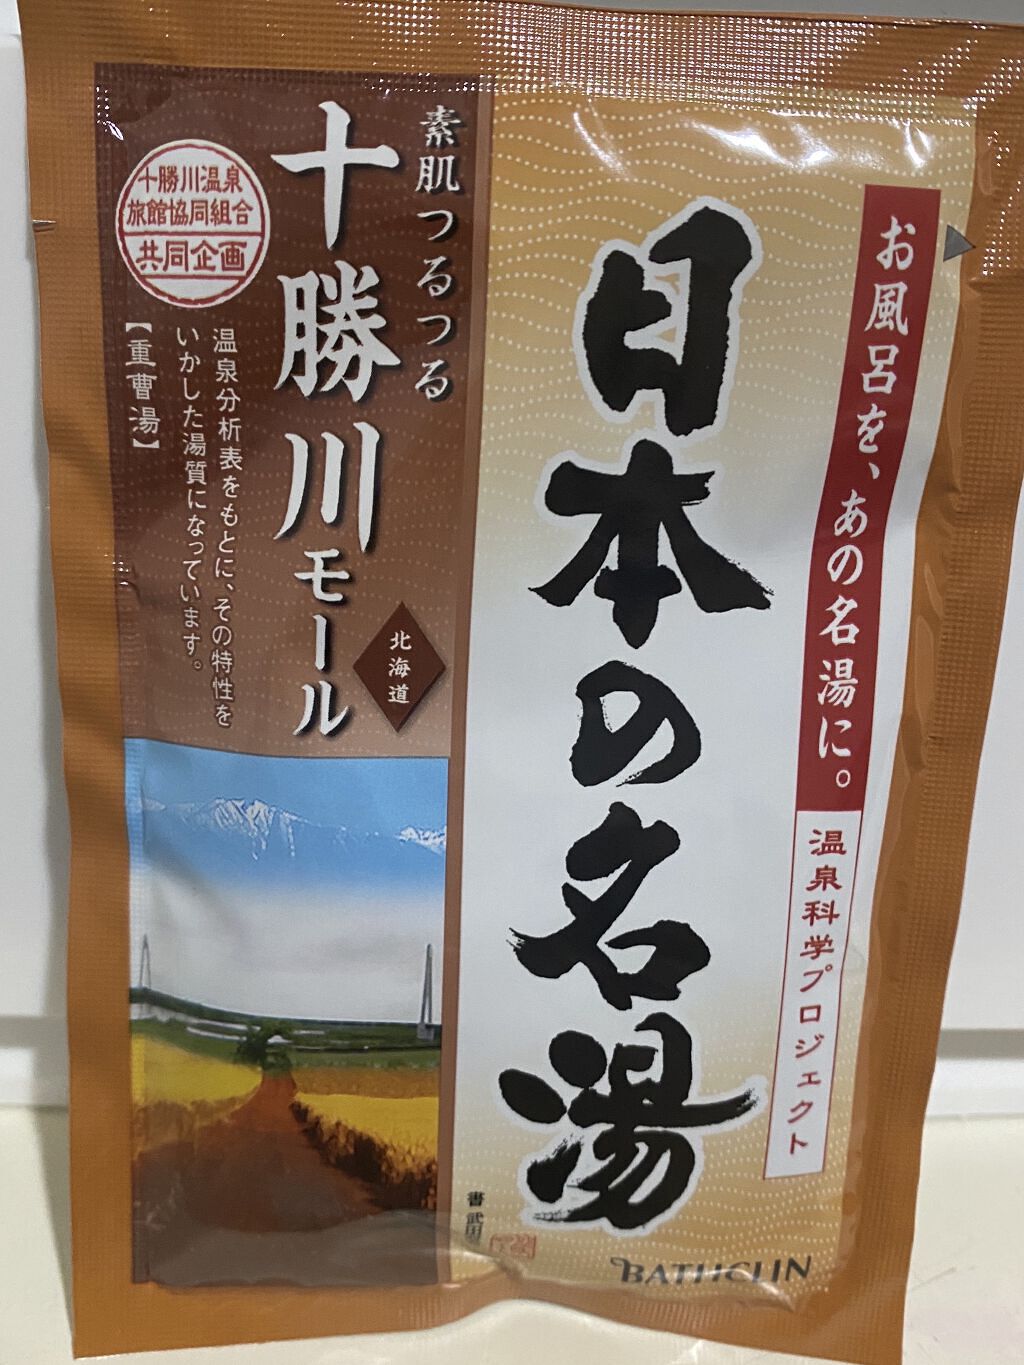 お風呂を、あの名湯に。
温泉科学プロジェクト
日本の名湯
BATHCLIN
素肌つるつる
十勝川モール
北海道
十勝川温泉
旅館協同組合
共同企画
温泉分析表をもとに、その特性を
いかした湯質になっています。
【重曹湯】
書 武田